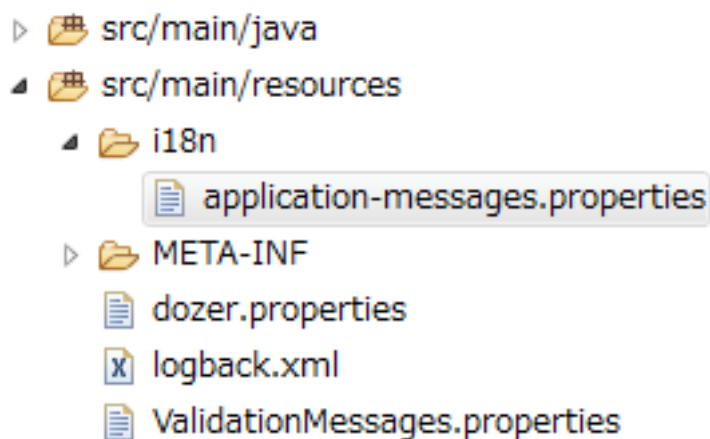 src/main/java
src/main/resources
i18n
application-messages.properties
META-INF
dozer.properties
logback.xml
ValidationMessages.properties